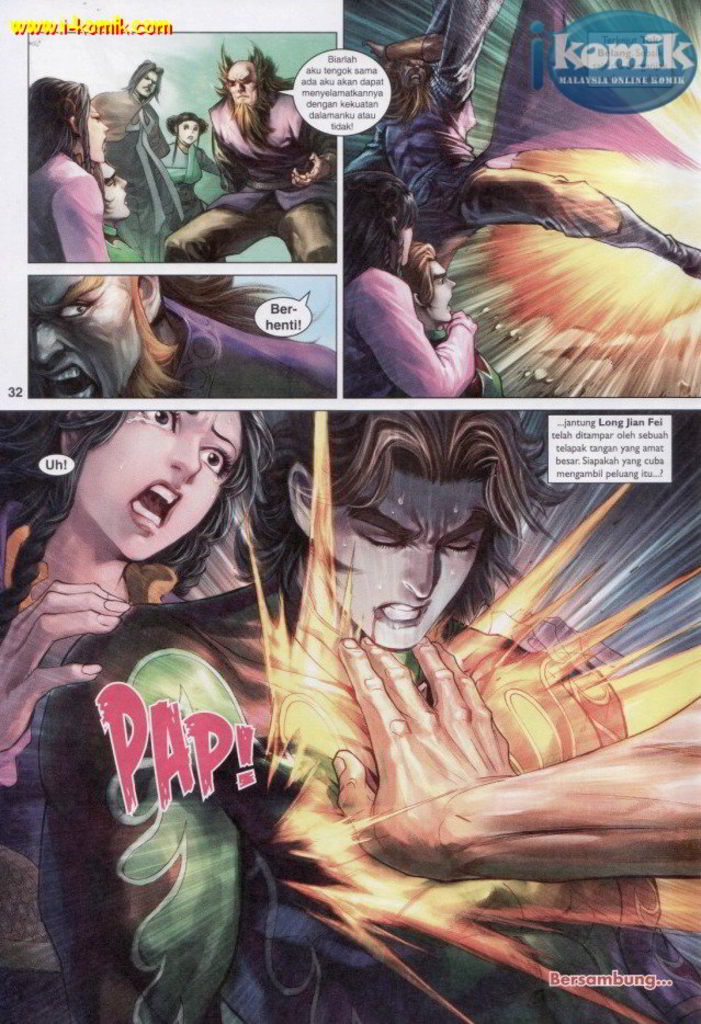 www.i-komik.com
Biarlah
aku tengok sama
ada aku akan dapat
menyelamatkannya
dengan kekuatan
dalamanku atau
tidak!
ikomik
MALAYSIA ONLINE KOMIK
Ber-
henti!
32
Uh!
...jantung Long Jian Fei
telah ditampar oleh sebuah
telapak tangan yang amat
besar. Siapakah yang cuba
mengambil peluang itu...?
PAP!
Bersambung...